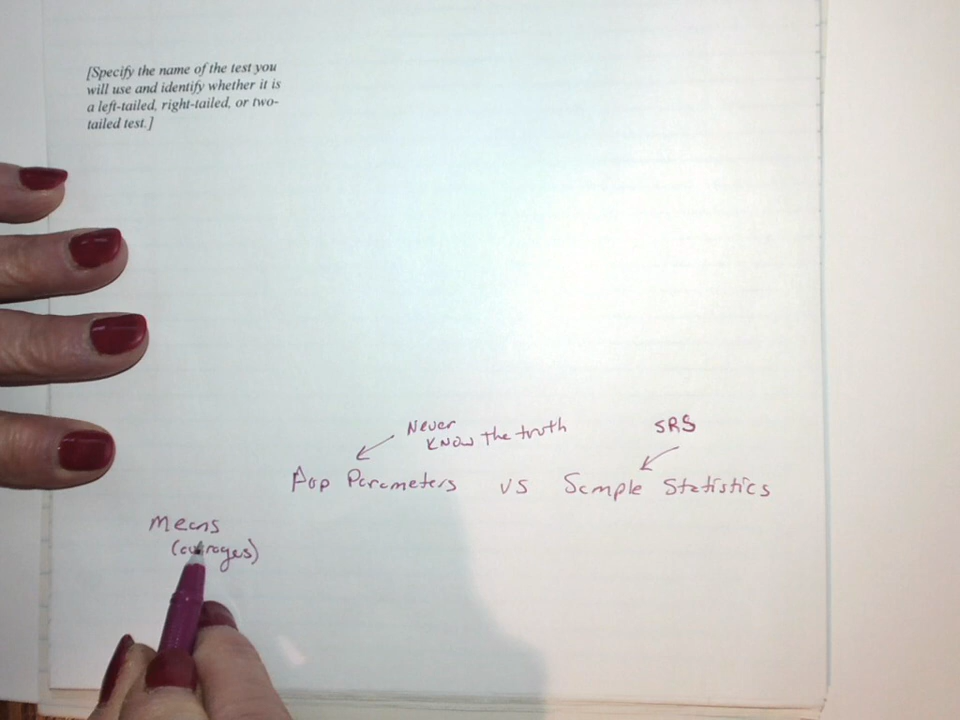 [Specify the name of the test you
will use and identify whether it is
a left-tailed, right-tailed, or two-
tailed test.]
Never
Know the truth
SRS
Pop Parameters vs Sample Statistics
Means
(averages)